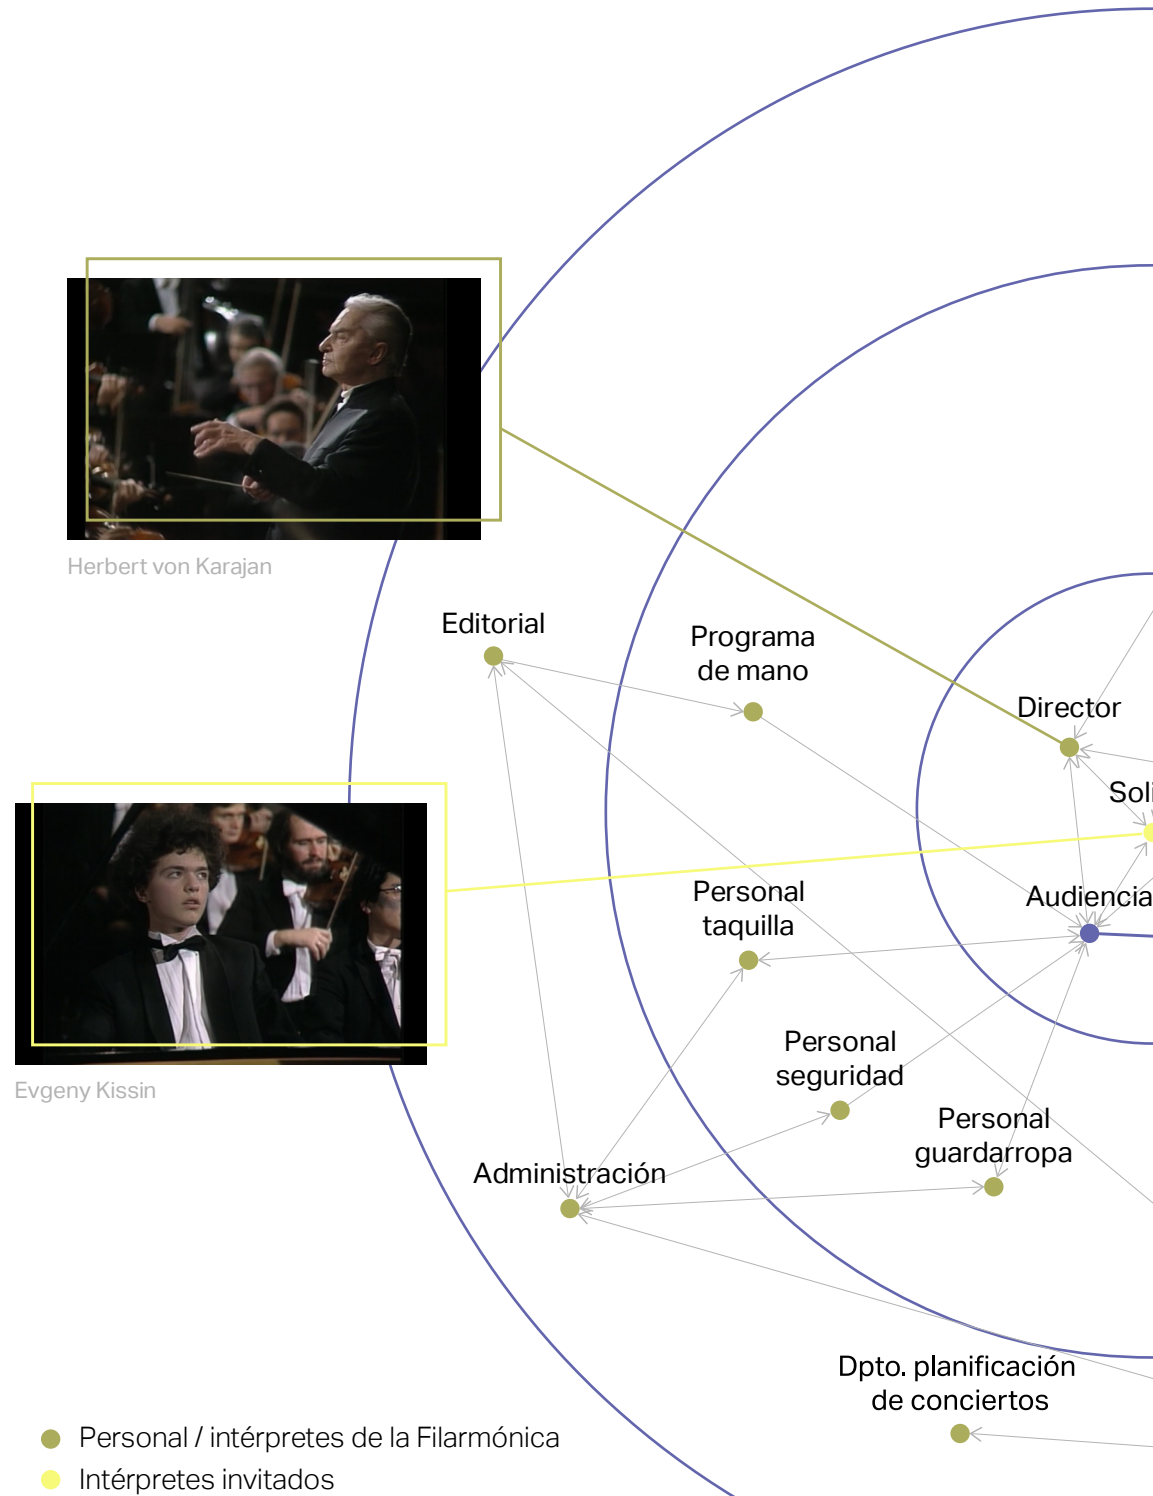 Herbert von Karajan
Editorial
Programa
de mano
Director
Soli
Audiencia
Personal
taquilla
Personal
seguridad
Evgeny Kissin
Personal
guardarropa
Administración
Dpto. planificación
de conciertos
Personal / intérpretes de la Filarmónica
Intérpretes invitados